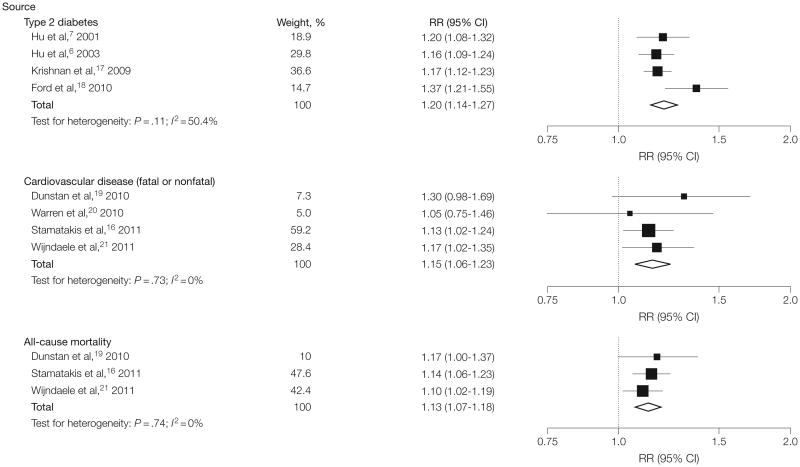 Source
Type 2 diabetes Weight, % RR (95% CI)
Hu et al,7 2001 18.9 1.20 (1.08-1.32)
Hu et al,6 2003 29.8 1.16 (1.09-1.24)
Krishnan et al,17 2009 36.6 1.17 (1.12-1.23)
Ford et al,18 2010 14.7 1.37 (1.21-1.55)
Total 100 1.20 (1.14-1.27)
Test for heterogeneity: P = .11; I2 = 50.4%
0.75 1.0 1.5 2.0
RR (95% CI)
Cardiovascular disease (fatal or nonfatal)
Dunstan et al,19 2010 7.3 1.30 (0.98-1.69)
Warren et al,20 2010 5.0 1.05 (0.75-1.46)
Stamatakis et al,16 2011 59.2 1.13 (1.02-1.24)
Wijndaele et al,21 2011 28.4 1.17 (1.02-1.35)
Total 100 1.15 (1.06-1.23)
Test for heterogeneity: P = .73; I2 = 0%
0.75 1.0 1.5 2.0
RR (95% CI)
All-cause mortality
Dunstan et al,19 2010 10 1.17 (1.00-1.37)
Stamatakis et al,16 2011 47.6 1.14 (1.06-1.23)
Wijndaele et al,21 2011 42.4 1.10 (1.02-1.19)
Total 100 1.13 (1.07-1.18)
Test for heterogeneity: P = .74; I2 = 0%
0.75 1.0 1.5 2.0
RR (95% CI)